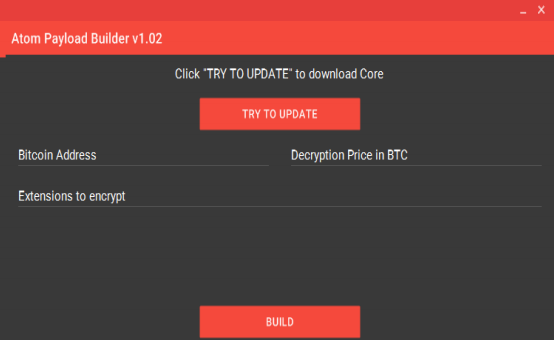 Atom Payload Builder v1.02
Click "TRY TO UPDATE" to download Core
TRY TO UPDATE
Bitcoin Address
Decryption Price in BTC
Extensions to encrypt
BUILD